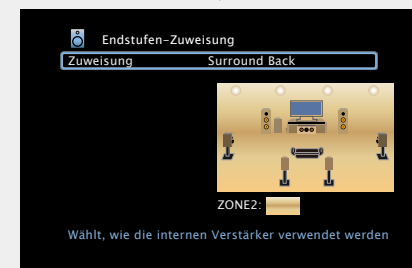 Endstufen-Zuweisung
Zuweisung Surround Back
ZONE2:
Wählt, wie die internen Verstärker verwendet werden